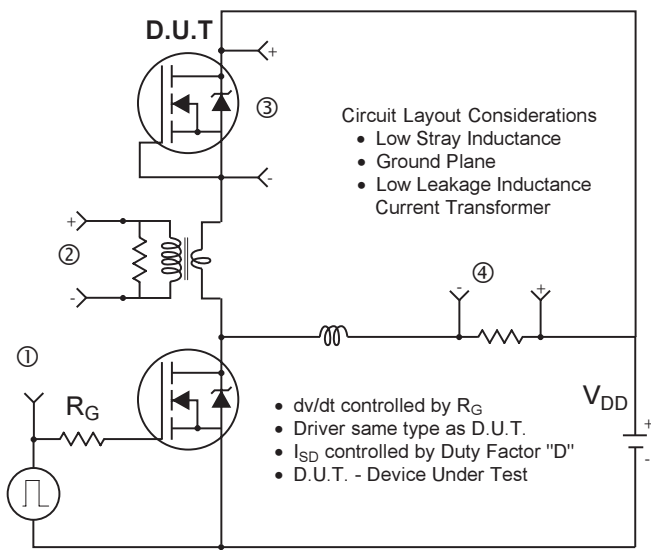 D.U.T
+
③
-
Circuit Layout Considerations
• Low Stray Inductance
• Ground Plane
• Low Leakage Inductance
Current Transformer
+
②
-
-
④
+
①
R_G
V_DD
+
-
• dv/dt controlled by R_G
• Driver same type as D.U.T.
• I_SD controlled by Duty Factor "D"
• D.U.T. - Device Under Test